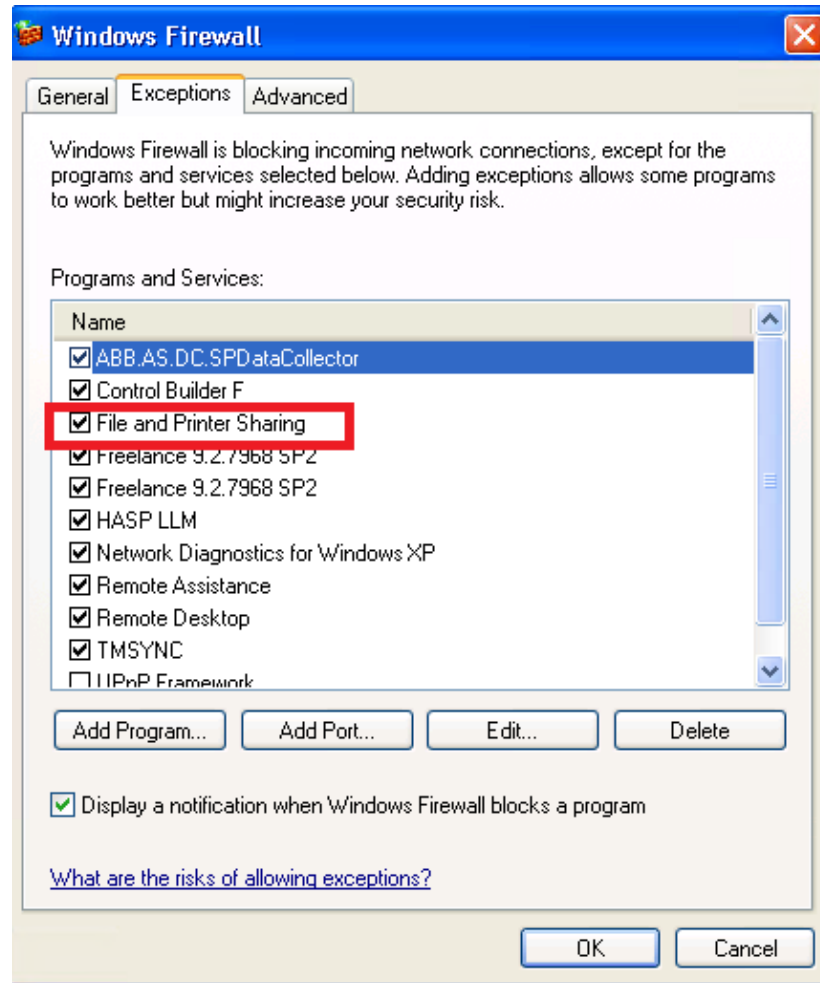 Windows Firewall
General Exceptions Advanced
Windows Firewall is blocking incoming network connections, except for the
programs and services selected below. Adding exceptions allows some programs
to work better but might increase your security risk.
Programs and Services:
Name
ABB.AS.DC.SPDataCollector
Control Builder F
File and Printer Sharing
Freelance 9.2.7968 SP2
Freelance 9.2.7968 SP2
HASP LLM
Network Diagnostics for Windows XP
Remote Assistance
Remote Desktop
TMSYNC
UPnP Framework
Add Program... Add Port... Edit... Delete
Display a notification when Windows Firewall blocks a program
What are the risks of allowing exceptions?
OK Cancel